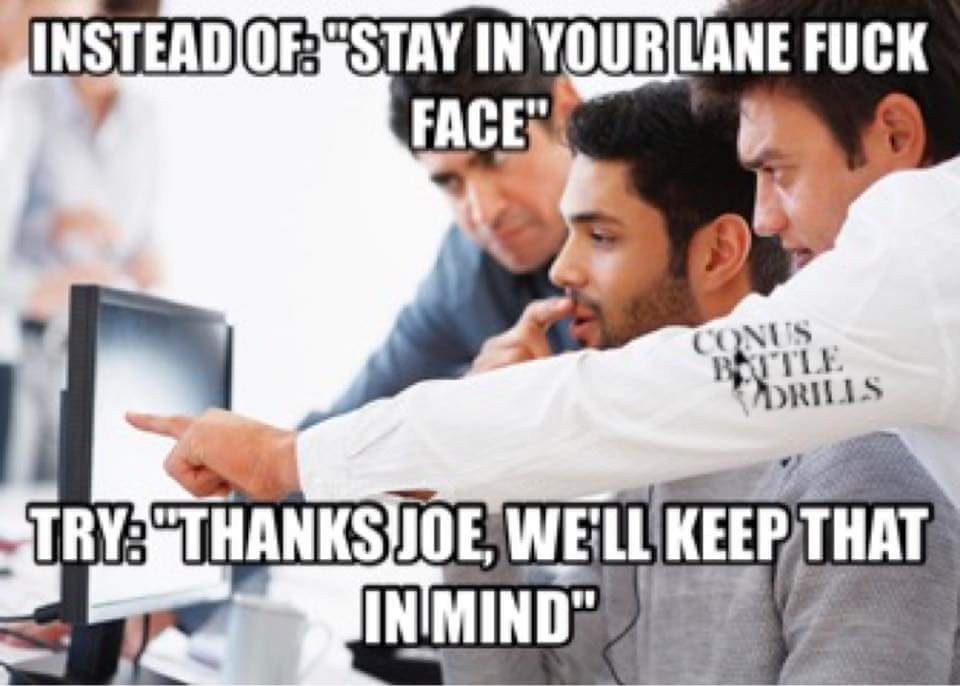 INSTEAD OF: "STAY IN YOUR LANE FUCK
FACE"
CONUS
BATTLE
DRILLS
TRY: "THANKS JOE, WE'LL KEEP THAT
IN MIND"